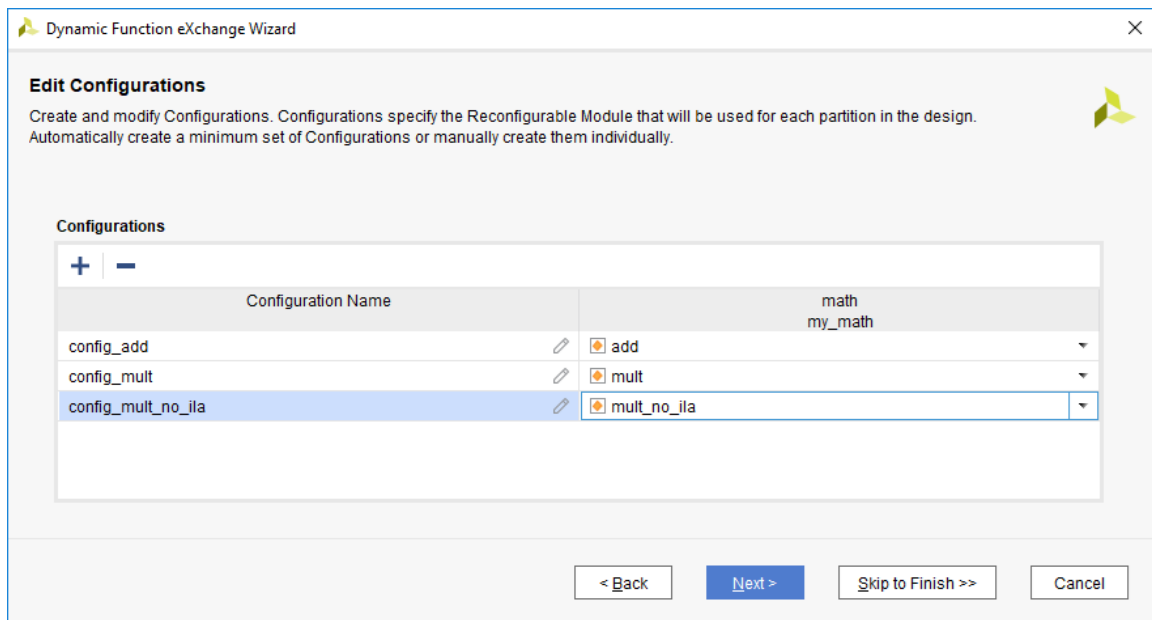 Dynamic Function eXchange Wizard
Edit Configurations
Create and modify Configurations. Configurations specify the Reconfigurable Module that will be used for each partition in the design.
Automatically create a minimum set of Configurations or manually create them individually.
Configurations
Configuration Name
math
my_math
config_add
add
config_mult
mult
config_mult_no_ila
mult_no_ila
< Back
Next >
Skip to Finish >>
Cancel